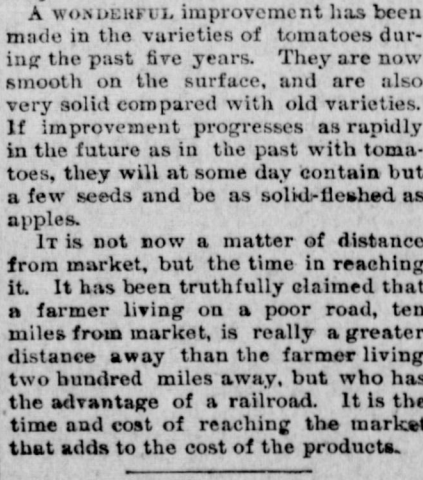 A WONDERFUL improvement has been
made in the varieties of tomatoes dur-
ing the past five years. They are now
smooth on the surface, and are also
very solid compared with old varieties.
If improvement progresses as rapidly
in the future as in the past with toma-
toes, they will at some day contain but
a few seeds and be as solid-fleshed as
apples.
IT is not now a matter of distance
from market, but the time in reaching
it. It has been truthfully claimed that
a farmer living on a poor road, ten
miles from market, is really a greater
distance away than the farmer living
two hundred miles away, but who has
the advantage of a railroad. It is the
time and cost of reaching the market
that adds to the cost of the products.